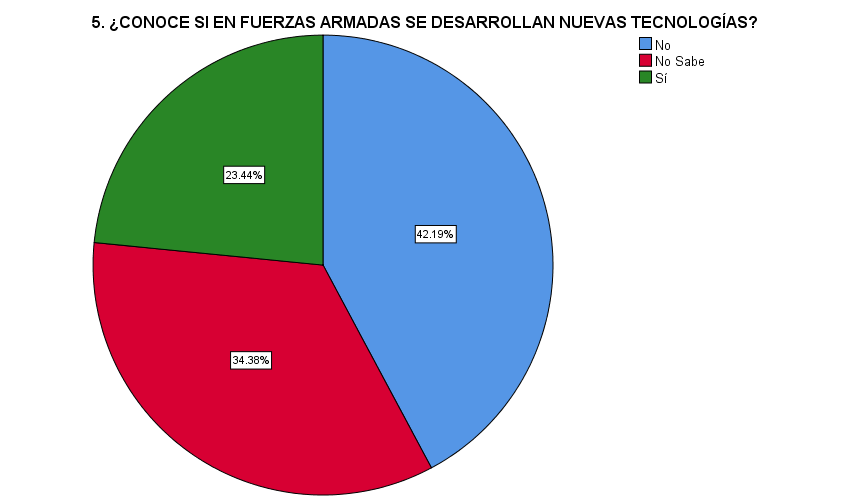 5. ¿CONOCE SI EN FUERZAS ARMADAS SE DESARROLLAN NUEVAS TECNOLOGÍAS?
No
No Sabe
Sí
23.44%
42.19%
34.38%